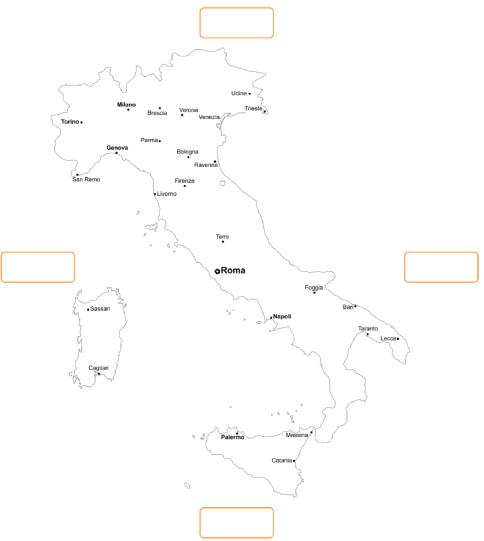 Udine
Milano
Brescia
Verona
Trieste
Venezia
Torino
Parma
Genova
Bologna
Ravenna
San Remo
Firenze
Livorno
Terni
Roma
Foggia
Sassari
Bari
Napoli
Taranto
Lecce
Cagliari
Palermo
Messina
Catania